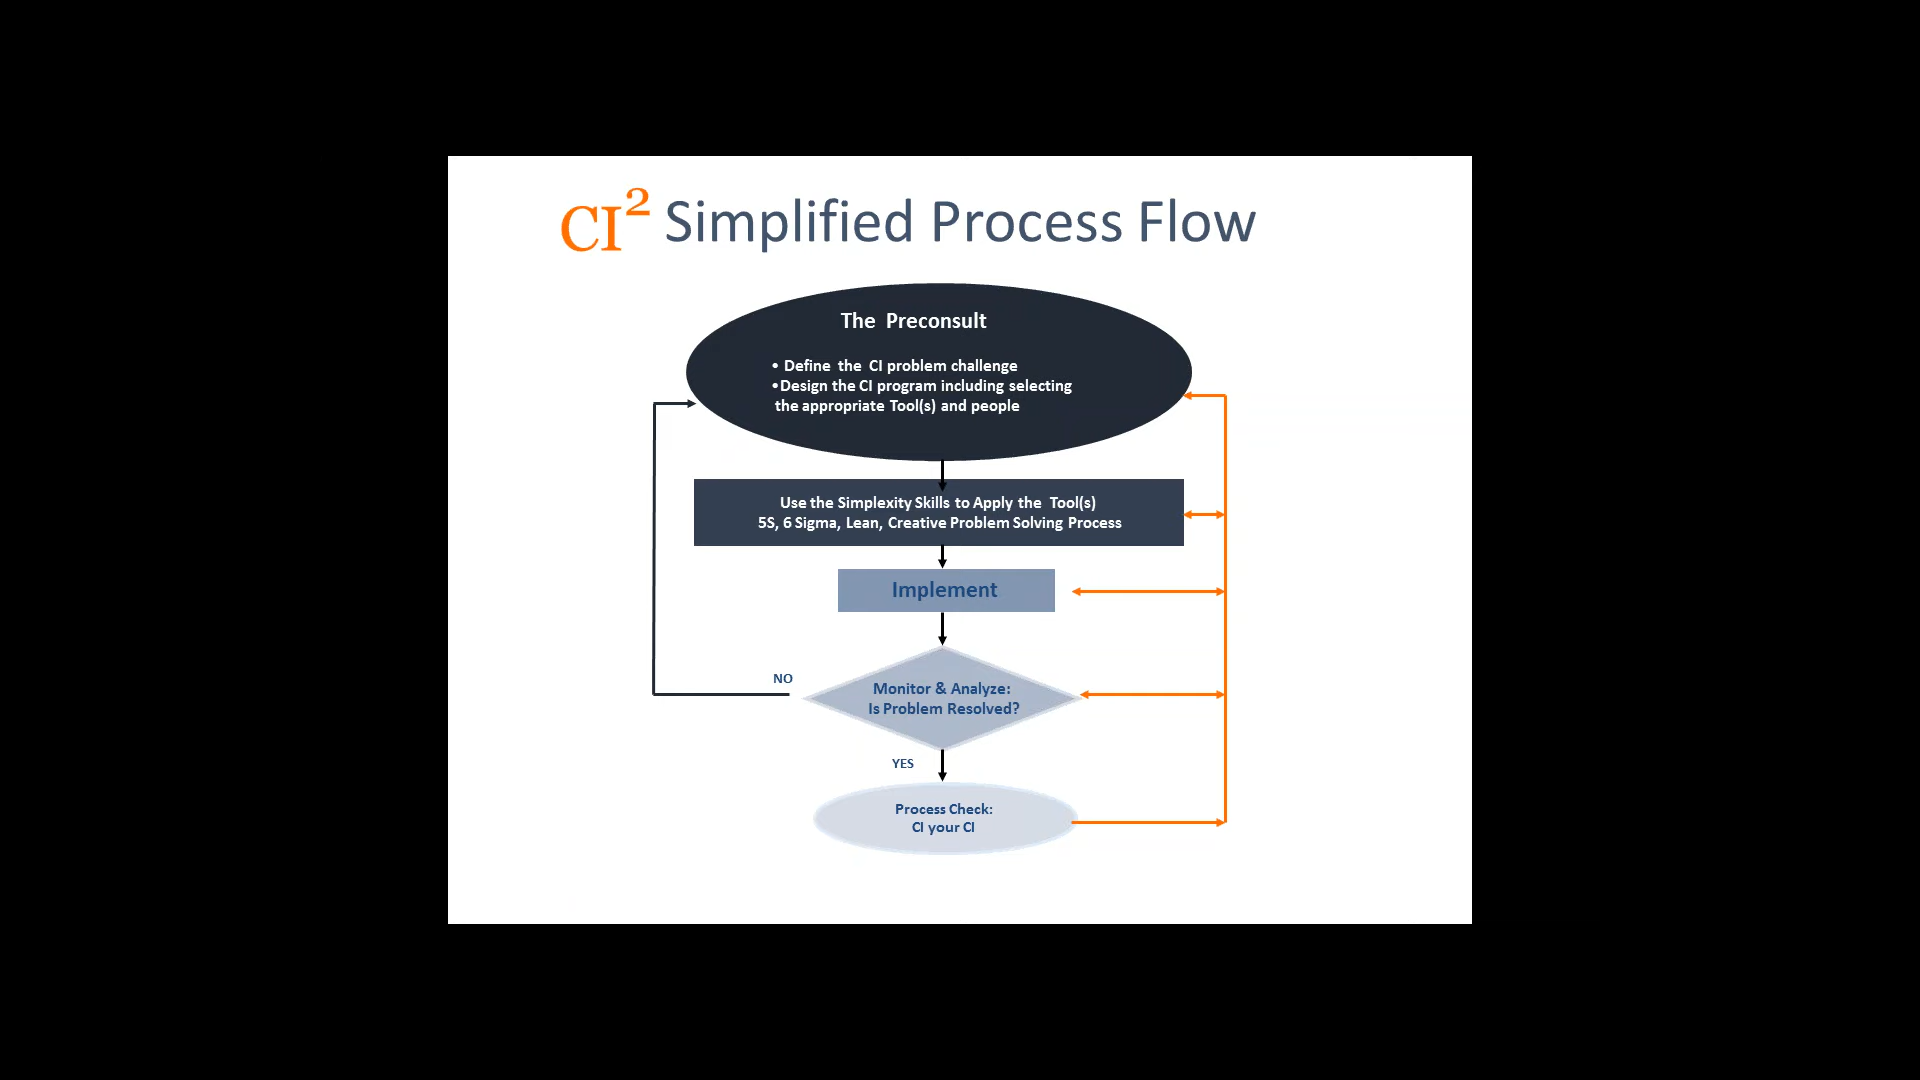 CI² Simplified Process Flow
The Preconsult
• Define the CI problem challenge
•Design the CI program including selecting
the appropriate Tool(s) and people
Use the Simplexity Skills to Apply the Tool(s)
5S, 6 Sigma, Lean, Creative Problem Solving Process
Implement
NO
Monitor & Analyze:
Is Problem Resolved?
YES
Process Check:
CI your CI